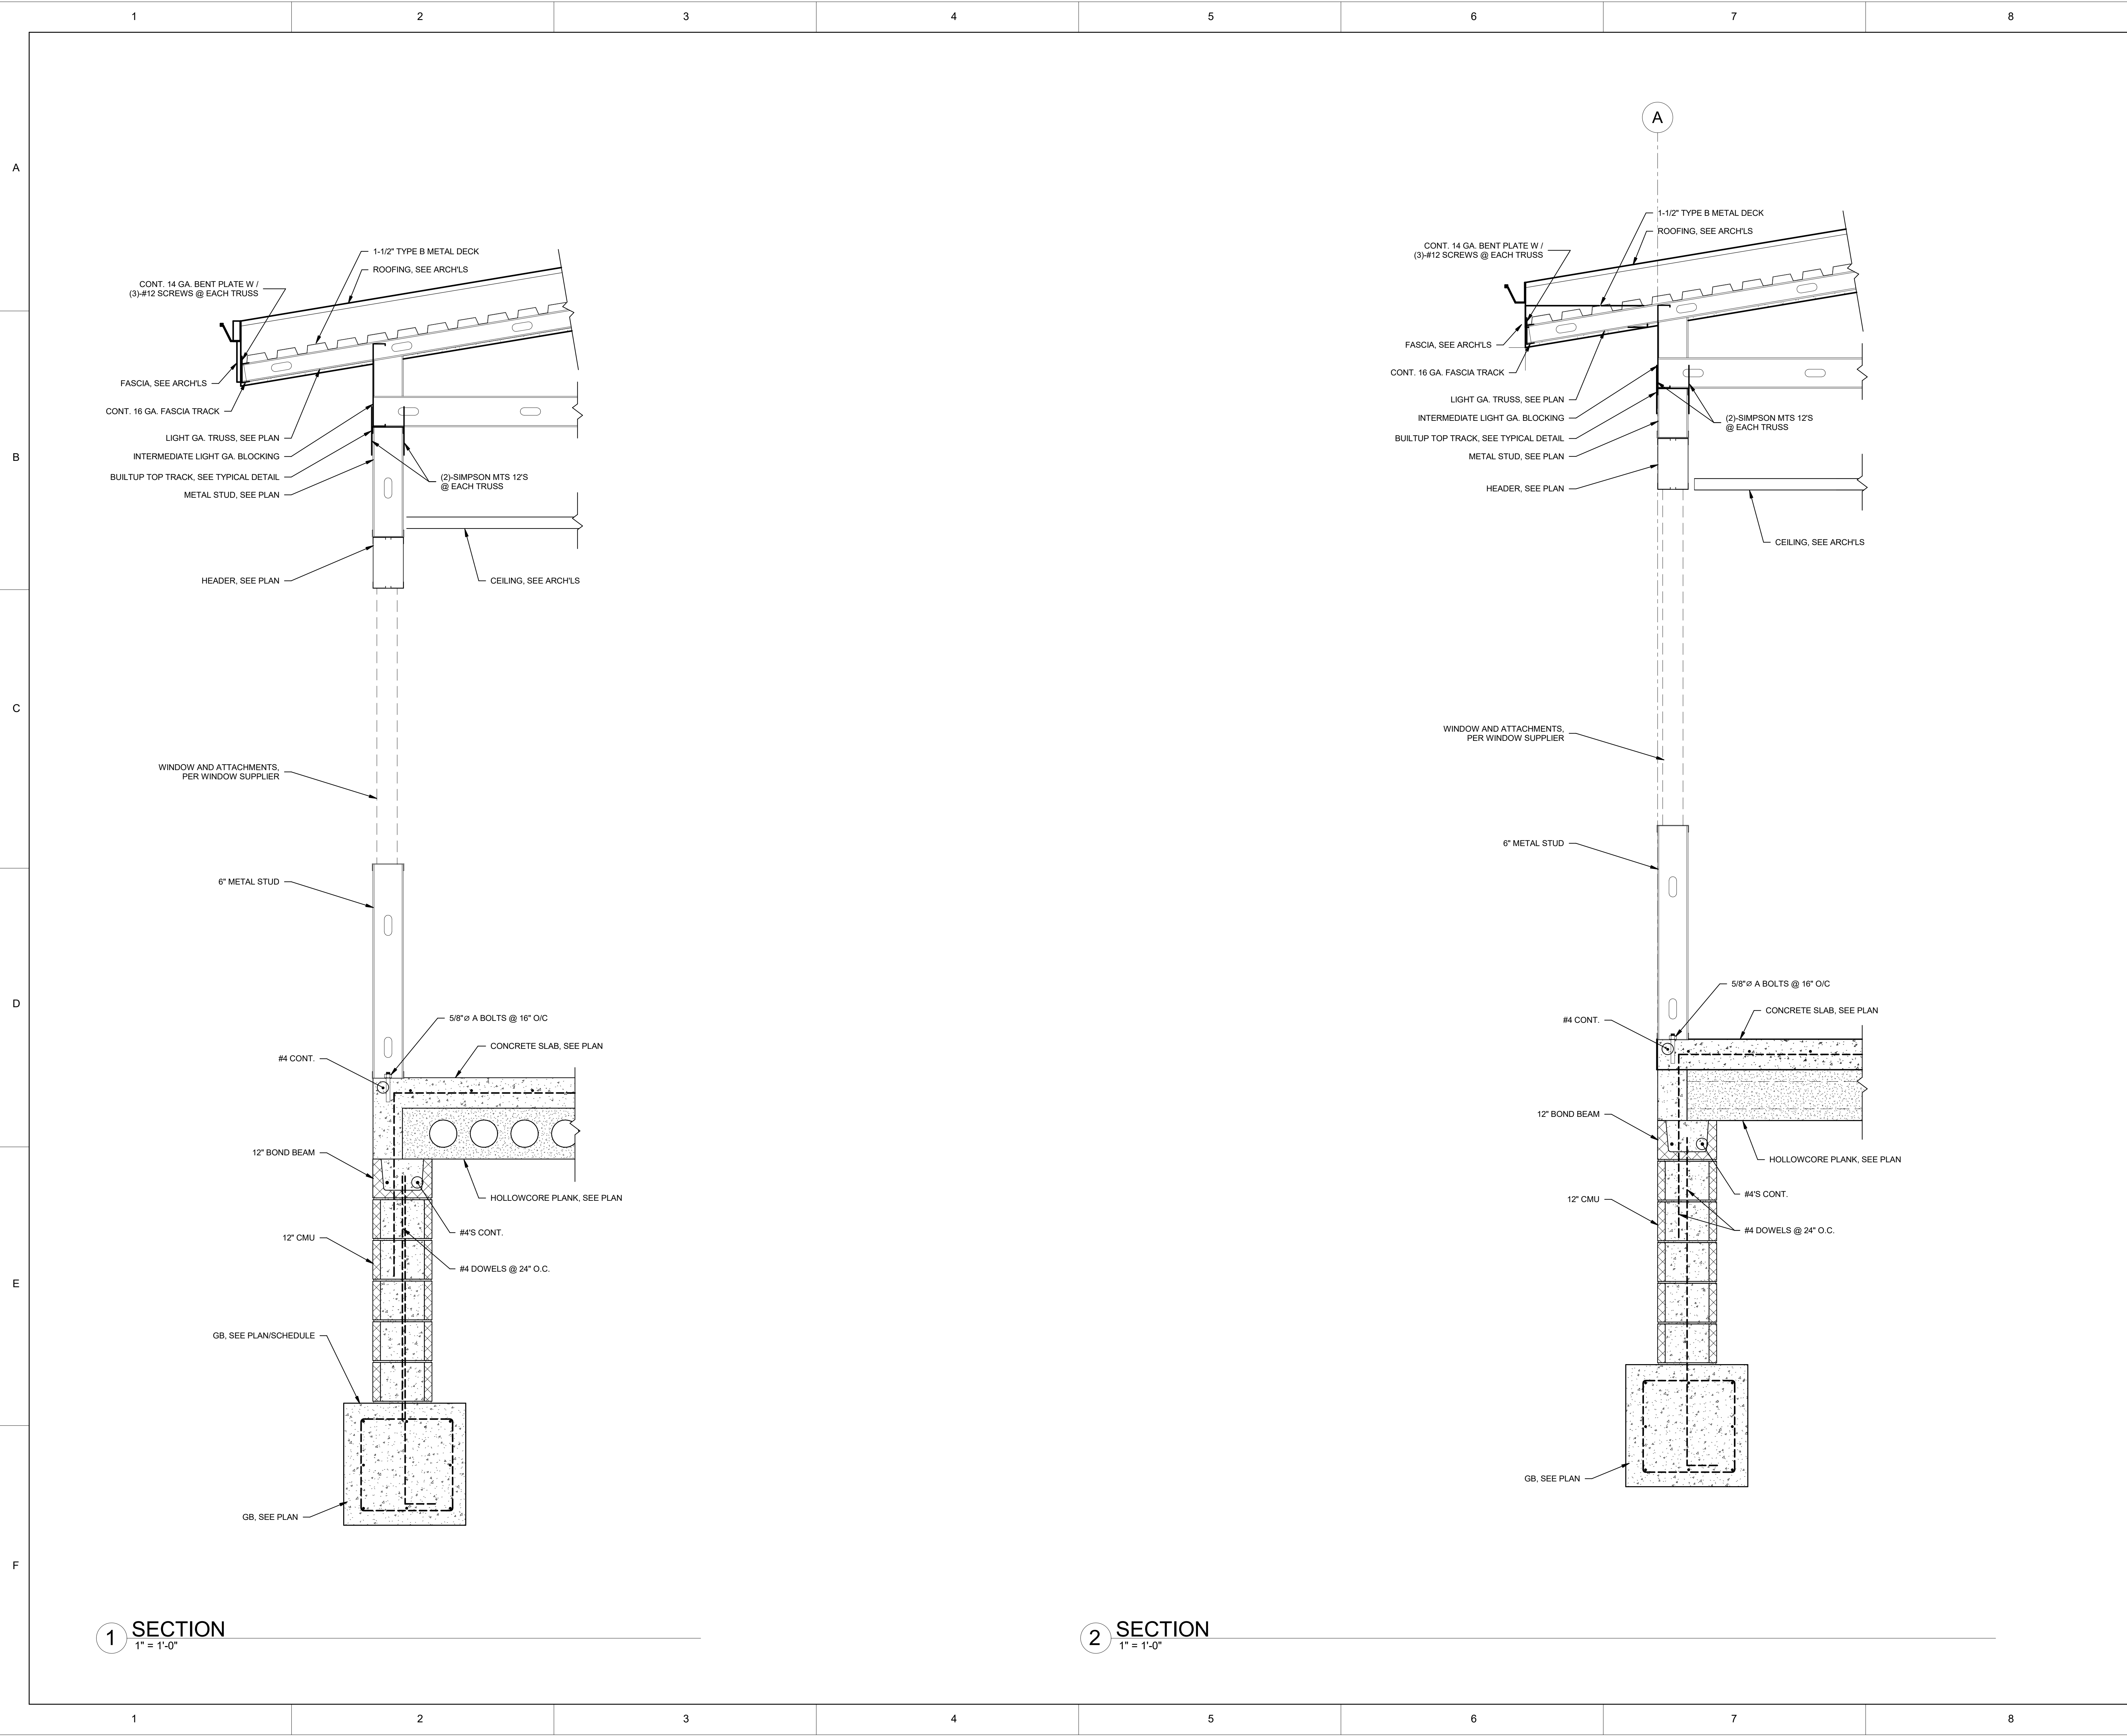 1 2 3 4 5 6 7 8
A
B
C
D
E
F
1-1/2" TYPE B METAL DECK
ROOFING, SEE ARCH'LS
CONT. 14 GA. BENT PLATE W /
(3)-#12 SCREWS @ EACH TRUSS
FASCIA, SEE ARCH'LS
CONT. 16 GA. FASCIA TRACK
LIGHT GA. TRUSS, SEE PLAN
INTERMEDIATE LIGHT GA. BLOCKING
BUILTUP TOP TRACK, SEE TYPICAL DETAIL
METAL STUD, SEE PLAN
(2)-SIMPSON MTS 12'S
@ EACH TRUSS
HEADER, SEE PLAN
CEILING, SEE ARCH'LS
WINDOW AND ATTACHMENTS,
PER WINDOW SUPPLIER
6" METAL STUD
5/8"Ø A BOLTS @ 16" O/C
CONCRETE SLAB, SEE PLAN
#4 CONT.
12" BOND BEAM
HOLLOWCORE PLANK, SEE PLAN
#4'S CONT.
12" CMU
#4 DOWELS @ 24" O.C.
GB, SEE PLAN/SCHEDULE
GB, SEE PLAN
1 SECTION
1" = 1'-0"
A
1-1/2" TYPE B METAL DECK
ROOFING, SEE ARCH'LS
CONT. 14 GA. BENT PLATE W /
(3)-#12 SCREWS @ EACH TRUSS
FASCIA, SEE ARCH'LS
CONT. 16 GA. FASCIA TRACK
LIGHT GA. TRUSS, SEE PLAN
INTERMEDIATE LIGHT GA. BLOCKING
BUILTUP TOP TRACK, SEE TYPICAL DETAIL
METAL STUD, SEE PLAN
(2)-SIMPSON MTS 12'S
@ EACH TRUSS
HEADER, SEE PLAN
CEILING, SEE ARCH'LS
WINDOW AND ATTACHMENTS,
PER WINDOW SUPPLIER
6" METAL STUD
5/8"Ø A BOLTS @ 16" O/C
CONCRETE SLAB, SEE PLAN
#4 CONT.
12" BOND BEAM
HOLLOWCORE PLANK, SEE PLAN
#4'S CONT.
12" CMU
#4 DOWELS @ 24" O.C.
GB, SEE PLAN
2 SECTION
1" = 1'-0"
1 2 3 4 5 6 7 8